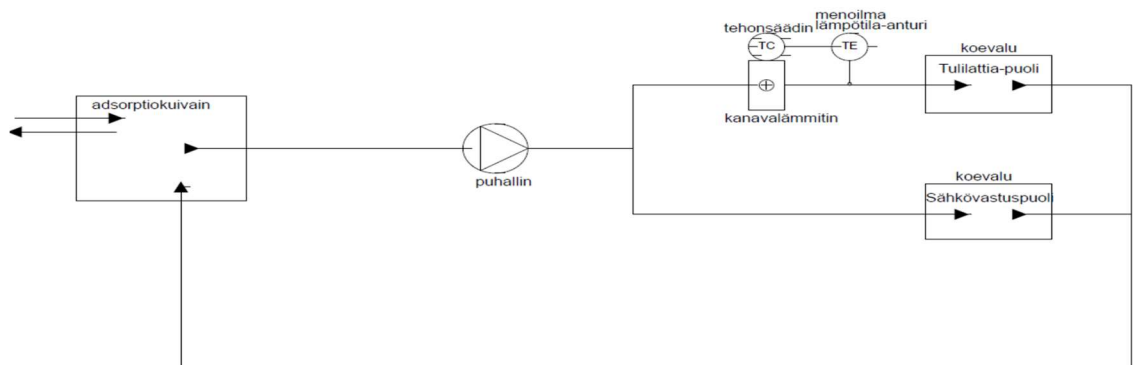 menoilma
tehonsäädin
lämpötila-anturi
TC
TE
koevalu
Tulilattia-puoli
adsorptiokuivain
kanavalämmitin
puhallin
koevalu
Sähkövastuspuoli